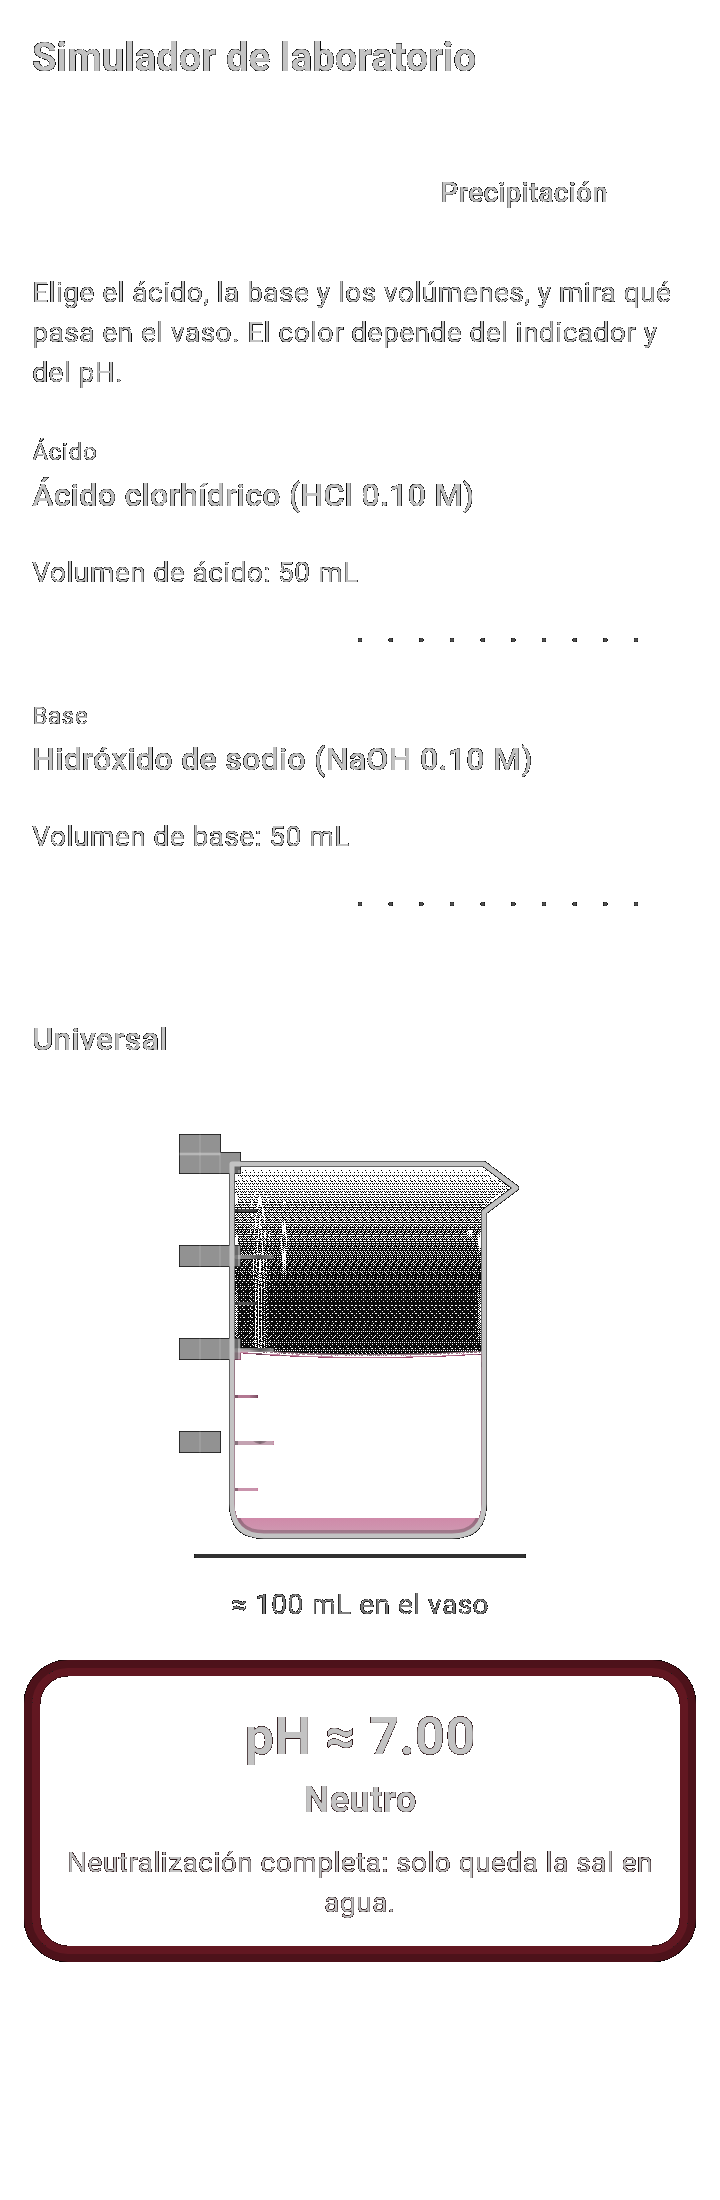 Simulador de laboratorio
Precipitación
Elige el ácido, la base y los volúmenes, y mira qué
pasa en el vaso. El color depende del indicador y
del pH.
Ácido
Ácido clorhídrico (HCl 0.10 M)
Volumen de ácido: 50 mL
Base
Hidróxido de sodio (NaOH 0.10 M)
Volumen de base: 50 mL
Universal
≈ 100 mL en el vaso
pH ≈ 7.00
Neutro
Neutralización completa: solo queda la sal en
agua.